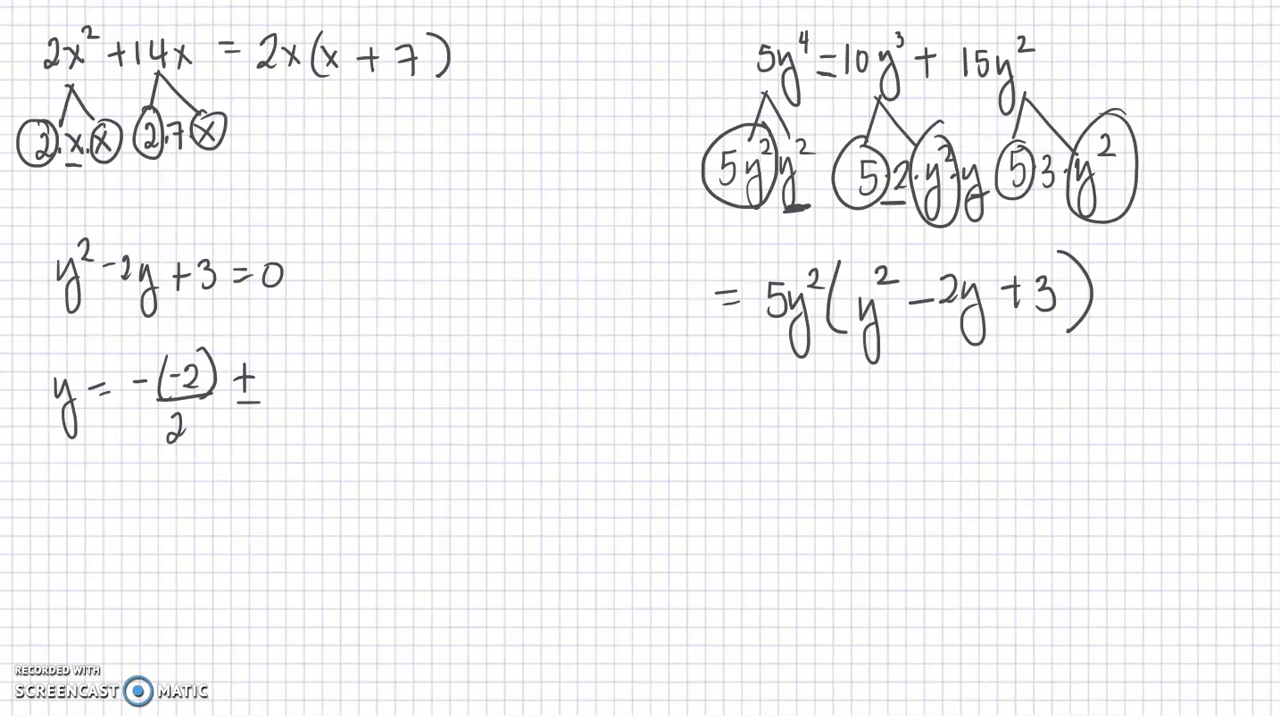 2x² + 14x = 2x(x + 7)
2·x·x 2·7 x
y² - 2y + 3 = 0
y = -(-2)/2 ±
5y⁴ = 10y³ + 15y²
5y² y² 5·2·y²·y 5 3·y²
= 5y²(y² - 2y + 3)
RECORDED WITH
SCREENCAST MATIC